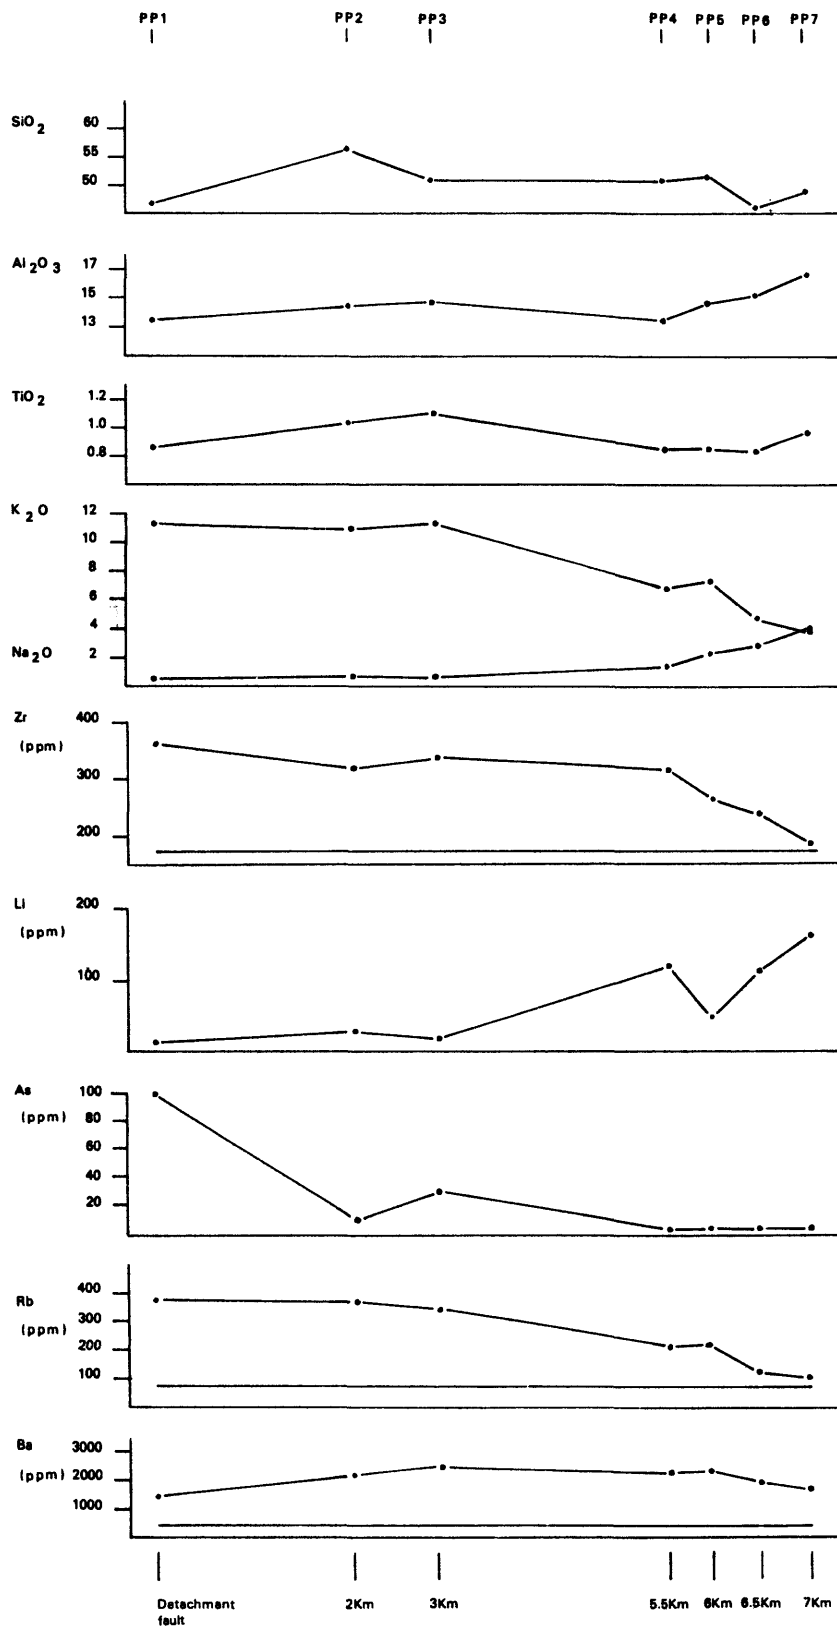 PP1 PP2 PP3 PP4 PP5 PP6 PP7
SiO2 60
55
50
Al2O3 17
15
13
TiO2 1.2
1.0
0.8
K2O 12
10
8
6
4
Na2O 2
Zr 400
(ppm)
300
200
Li 200
(ppm)
100
As 100
(ppm) 80
60
40
20
400
Rb 300
(ppm)
200
100
Ba 3000
(ppm) 2000
1000
Detachmant 2Km 3Km 5.5Km 6Km 6.5Km 7Km
fault